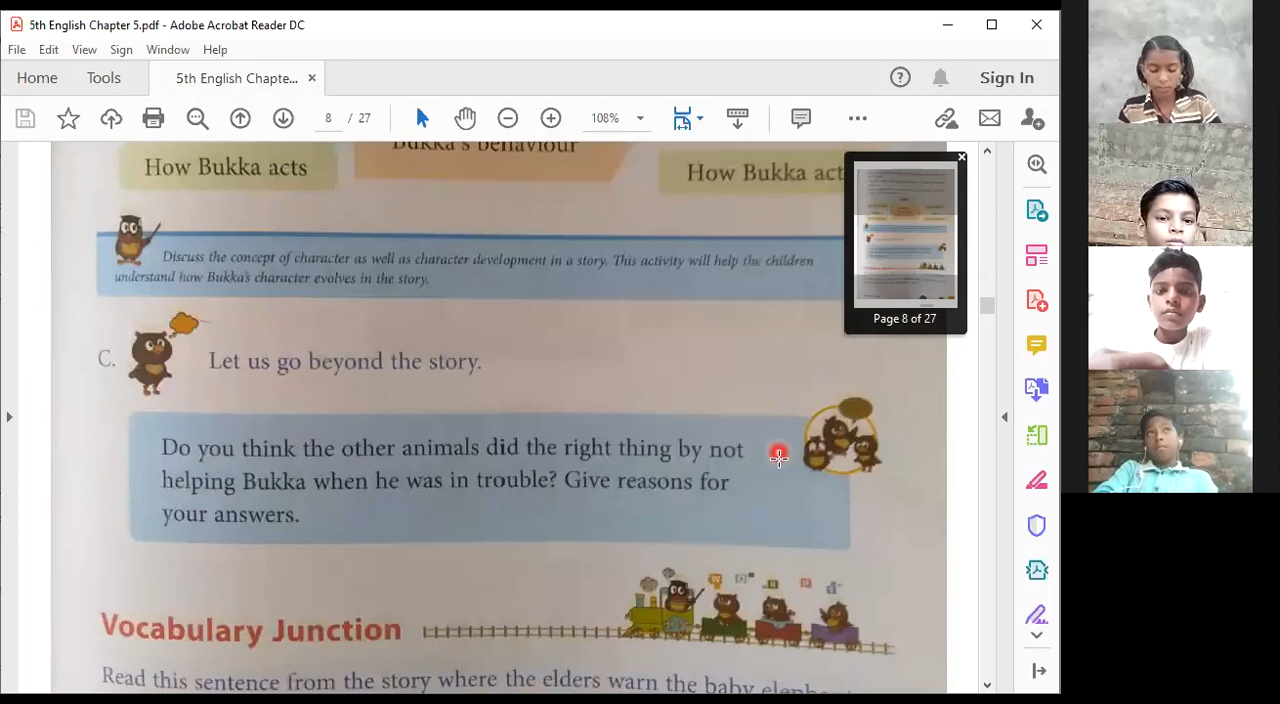 5th English Chapter 5.pdf - Adobe Acrobat Reader DC
File Edit View Sign Window Help
Home Tools 5th English Chapte... × Sign In
8 / 27 108%
How Bukka acts Bukka's behaviour How Bukka act
Page 8 of 27
Discuss the concept of character as well as character development in a story. This activity will help the children
understand how Bukka's character evolves in the story.
C. Let us go beyond the story.
Do you think the other animals did the right thing by not
helping Bukka when he was in trouble? Give reasons for
your answers.
Vocabulary Junction
Read this sentence from the story where the elders warn the baby